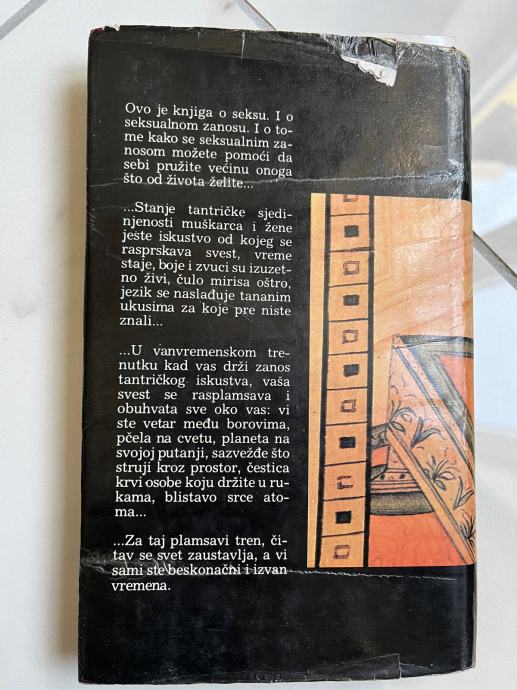 Ovo je knjiga o seksu. I o
seksualnom zanosu. I o to-
me kako se seksualnim za-
nosom možete pomoći da
sebi pružite većinu onoga
što od života želite...
...Stanje tantričke sjedi-
njenosti muškarca i žene
jeste iskustvo od kojeg se
rasprskava svest, vreme
staje, boje i zvuci su izuzet-
no živi, čulo mirisa oštro,
jezik se naslađuje tananim
ukusima za koje pre niste
znali...
...U vanvremenskom tre-
nutku kad vas drži zanos
tantričkog iskustva, vaša
svest se rasplamsava i
obuhvata sve oko vas: vi
ste vetar među borovima,
pčela na cvetu, planeta na
svojoj putanji, sazvežđe što
struji kroz prostor, čestica
krvi osobe koju držite u ru-
kama, blistavo srce ato-
ma...
...Za taj plamsavi tren, či-
tav se svet zaustavlja, a vi
sami ste beskonačni i izvan
vremena.